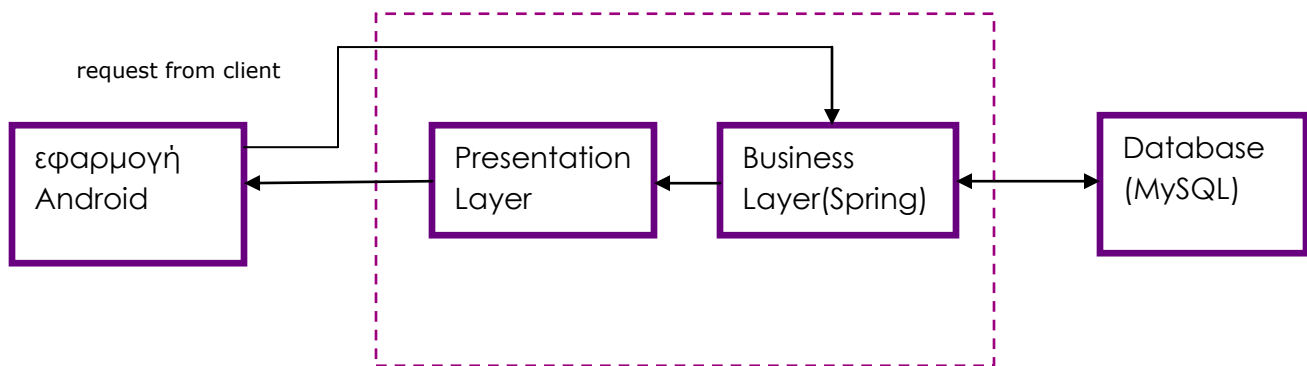 request from client
εφαρμογή
Android
Presentation
Layer
Business
Layer(Spring)
Database
(MySQL)